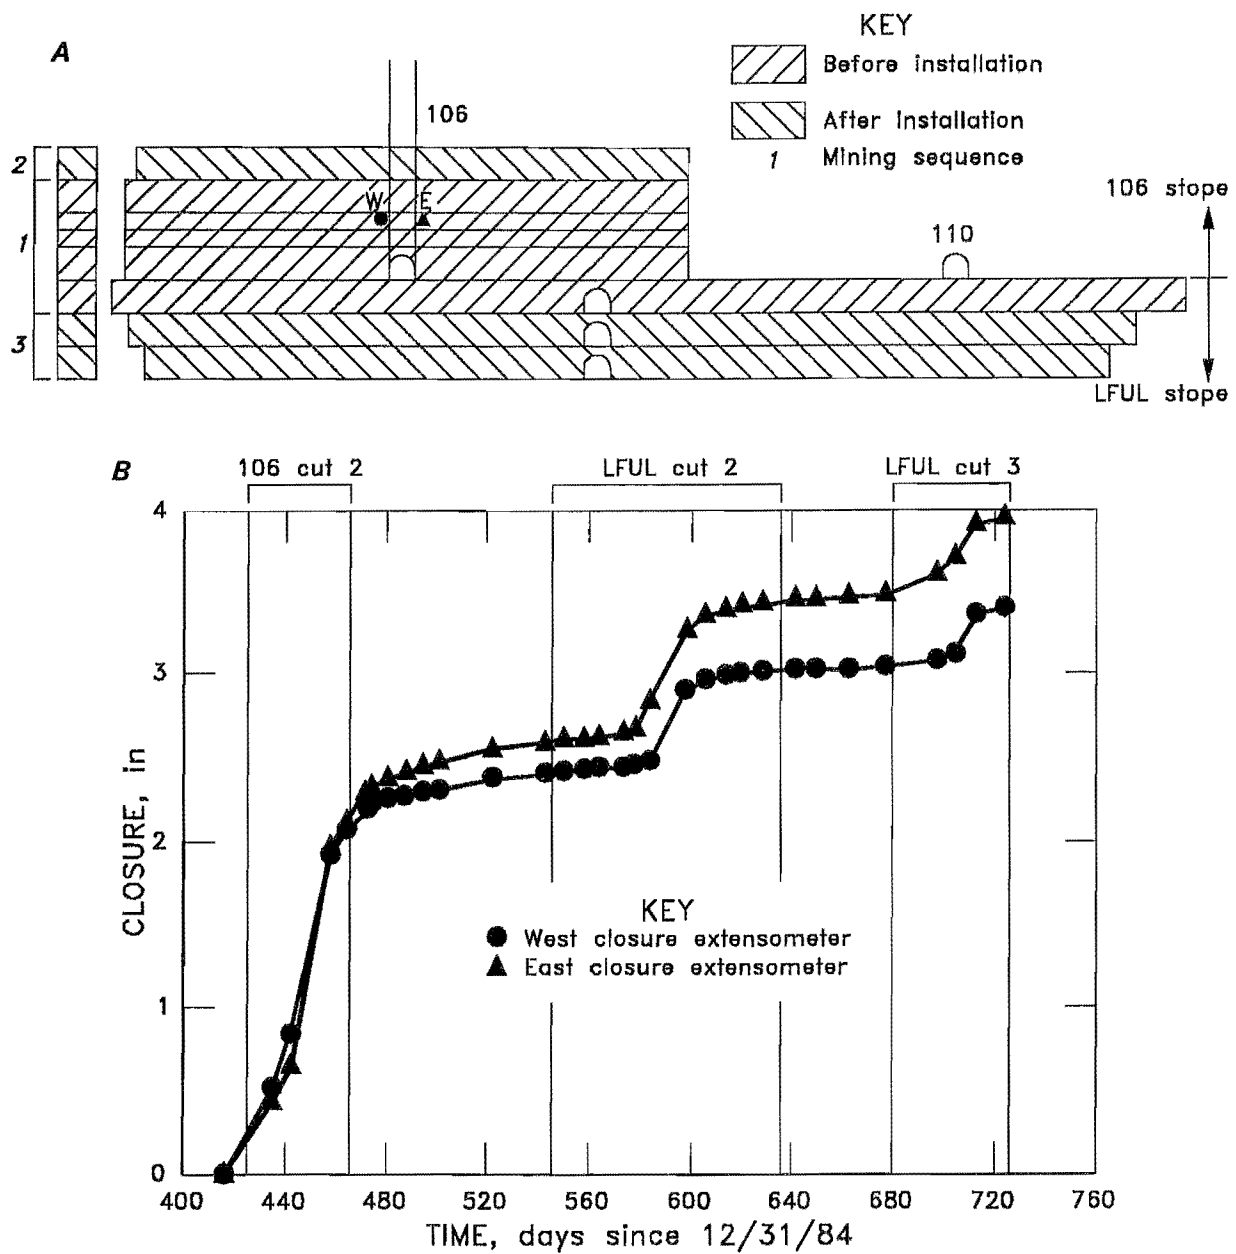 A
KEY
Before installation
After installation
1 Mining sequence
106
2
W E
1
106 stope
110
3
LFUL stope
B
106 cut 2
LFUL cut 2
LFUL cut 3
4
3
2
1
0
CLOSURE, in
KEY
West closure extensometer
East closure extensometer
400 440 480 520 560 600 640 680 720 760
TIME, days since 12/31/84